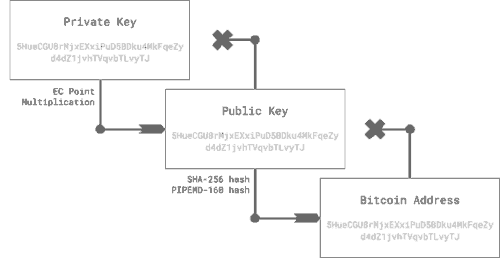 Private Key
5HueCGU8rMjxEXxiPuD5BDku4MkFqeZy
d4dZ1jvhTVqvbTLvyTJ
EC Point
Multiplication
Public Key
5HueCGU8rMjxEXxiPuD5BDku4MkFqeZy
d4dZ1jvhTVqvbTLvyTJ
SHA-256 hash
PIPEMD-160 hash
Bitcoin Address
5HueCGU8rMjxEXxiPuD5BDku4MkFqeZy
d4dZ1jvhTVqvbTLvyTJ